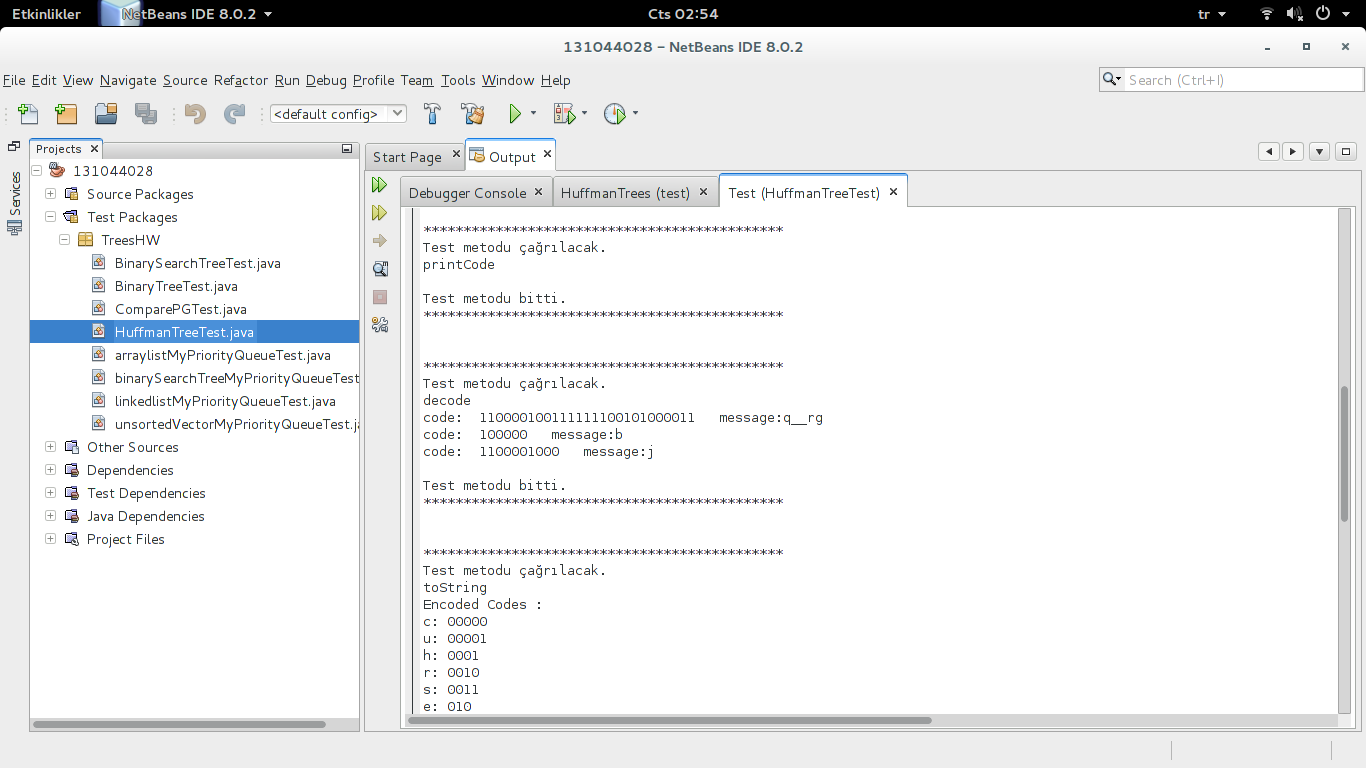 Etkinlikler NetBeans IDE 8.0.2 Cts 02:54 tr
131044028 – NetBeans IDE 8.0.2
File Edit View Navigate Source Refactor Run Debug Profile Team Tools Window Help
Search (Ctrl+I)
<default config>
Projects
Services
131044028
Source Packages
Test Packages
TreesHW
BinarySearchTreeTest.java
BinaryTreeTest.java
ComparePGTest.java
HuffmanTreeTest.java
arraylistMyPriorityQueueTest.java
binarySearchTreeMyPriorityQueueTest
linkedlistMyPriorityQueueTest.java
unsortedVectorMyPriorityQueueTest.ja
Other Sources
Dependencies
Test Dependencies
Java Dependencies
Project Files
Start Page Output
Debugger Console HuffmanTrees (test) Test (HuffmanTreeTest)
*********************************************
Test metodu çağrılacak.
printCode
Test metodu bitti.
*********************************************
*********************************************
Test metodu çağrılacak.
decode
code: 110000100111111100101000011 message:q__rg
code: 100000 message:b
code: 1100001000 message:j
Test metodu bitti.
*********************************************
*********************************************
Test metodu çağrılacak.
toString
Encoded Codes :
c: 00000
u: 00001
h: 0001
r: 0010
s: 0011
e: 010